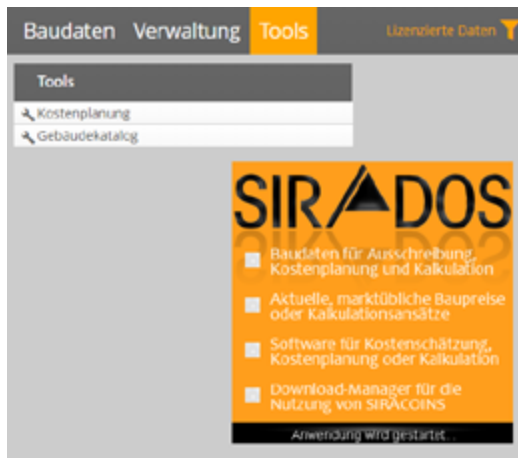 Baudaten Verwaltung Tools Lizenzierte Daten
Tools
Kostenplanung
Gebäudekatalog
SIRADOS
Baudaten für Ausschreibung,
Kostenplanung und Kalkulation
Aktuelle, marktübliche Baupreise
oder Kalkulationsansätze
Software für Kostenschätzung,
Kostenplanung oder Kalkulation
Download-Manager für die
Nutzung von SIRACOINS
Anwendung wird gestartet...